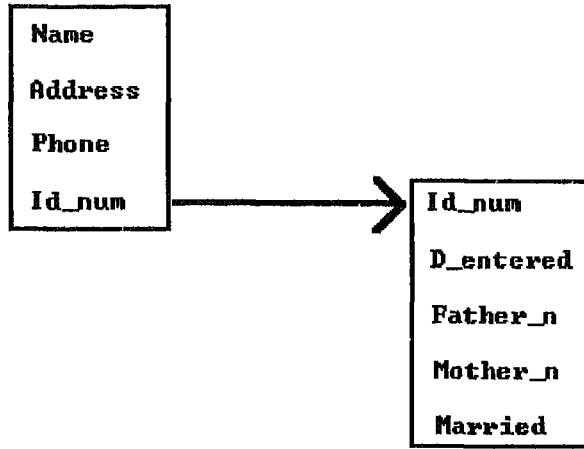 Name
Address
Phone
Id_num
Id_num
D_entered
Father_n
Mother_n
Married